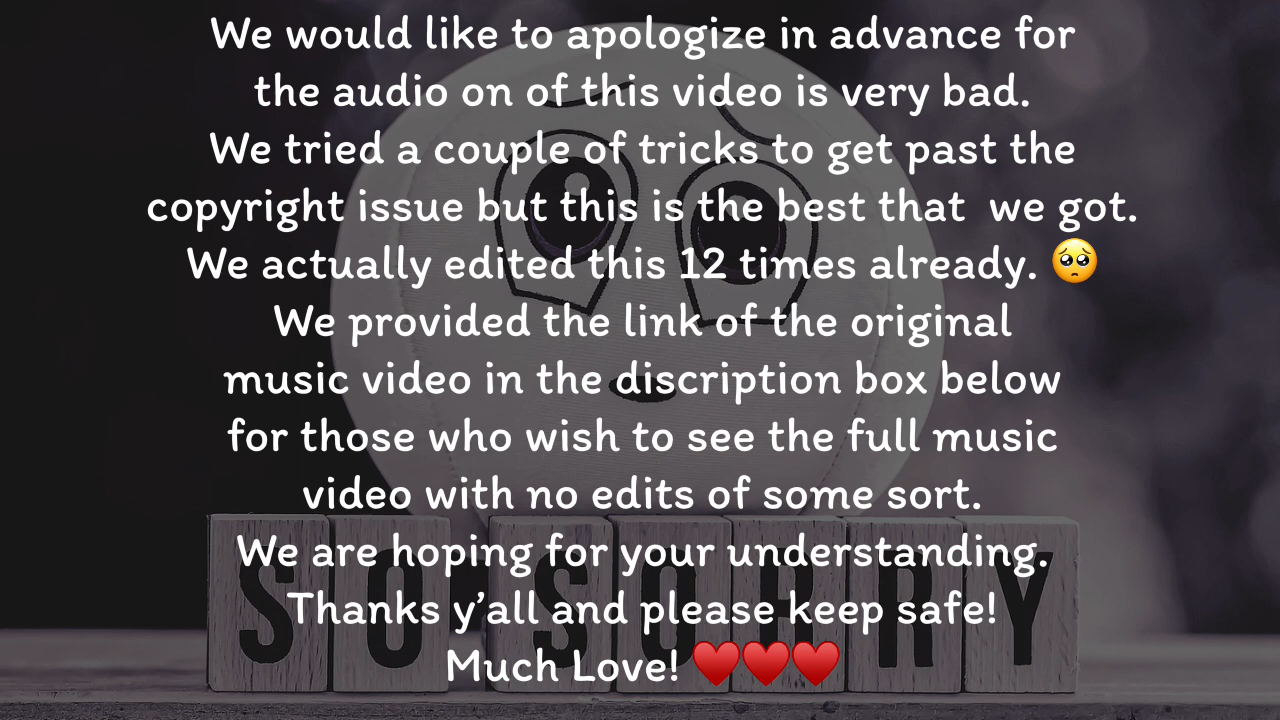 We would like to apologize in advance for
the audio on of this video is very bad.
We tried a couple of tricks to get past the
copyright issue but this is the best that  we got.
We actually edited this 12 times already. 🥺
We provided the link of the original
music video in the discription box below
for those who wish to see the full music
video with no edits of some sort.
We are hoping for your understanding.
Thanks y’all and please keep safe!
Much Love! ♥️♥️♥️
SO SORRY